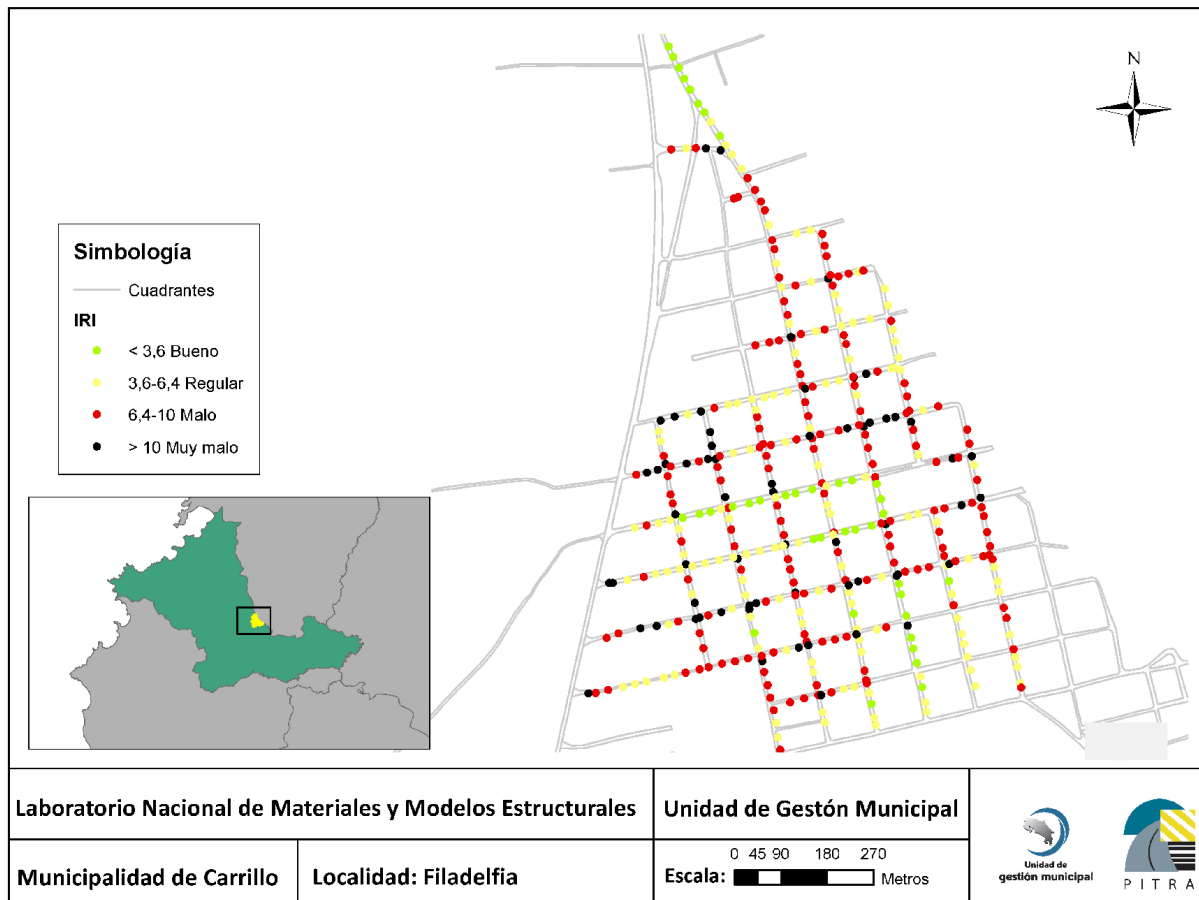 N
Simbología
Cuadrantes
IRI
< 3,6 Bueno
3,6-6,4 Regular
6,4-10 Malo
> 10 Muy malo
Laboratorio Nacional de Materiales y Modelos Estructurales
Unidad de Gestón Municipal
Municipalidad de Carrillo
Localidad: Filadelfia
Escala:
0 45 90 180 270
Metros
Unidad de
gestión municipal
PITRA